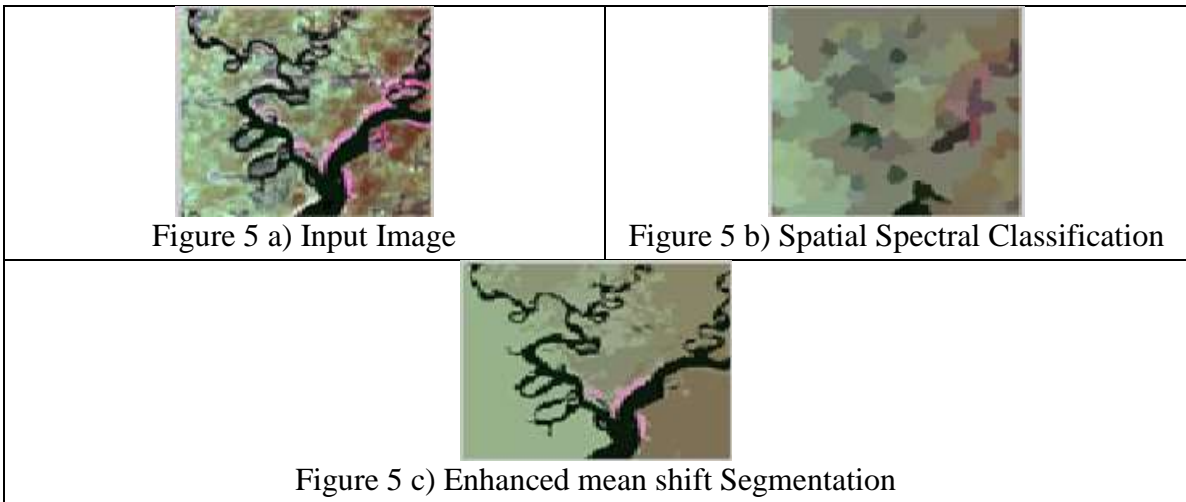 Figure 5 a) Input Image
Figure 5 b) Spatial Spectral Classification
Figure 5 c) Enhanced mean shift Segmentation